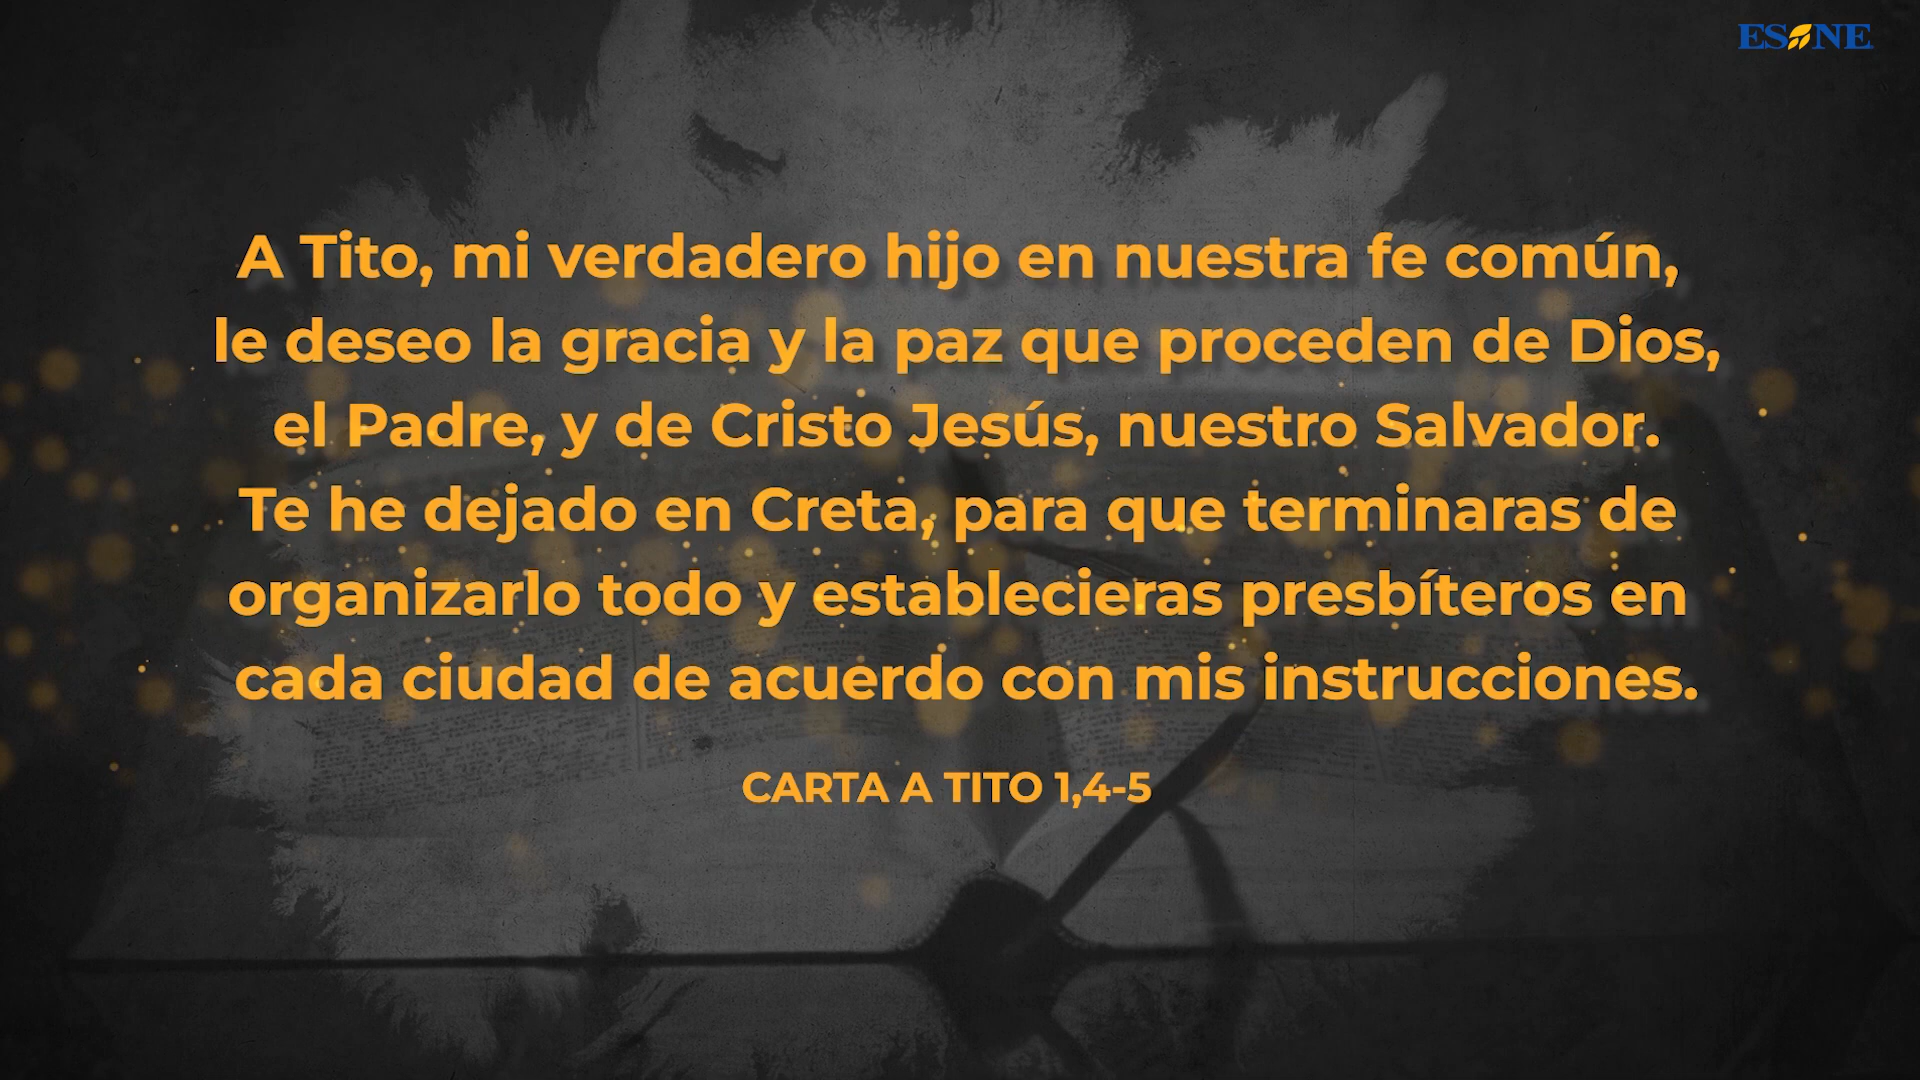 ESNE
A Tito, mi verdadero hijo en nuestra fe común,
le deseo la gracia y la paz que proceden de Dios,
el Padre, y de Cristo Jesús, nuestro Salvador.
Te he dejado en Creta, para que terminaras de
organizarlo todo y establecieras presbíteros en
cada ciudad de acuerdo con mis instrucciones.
CARTA A TITO 1,4-5